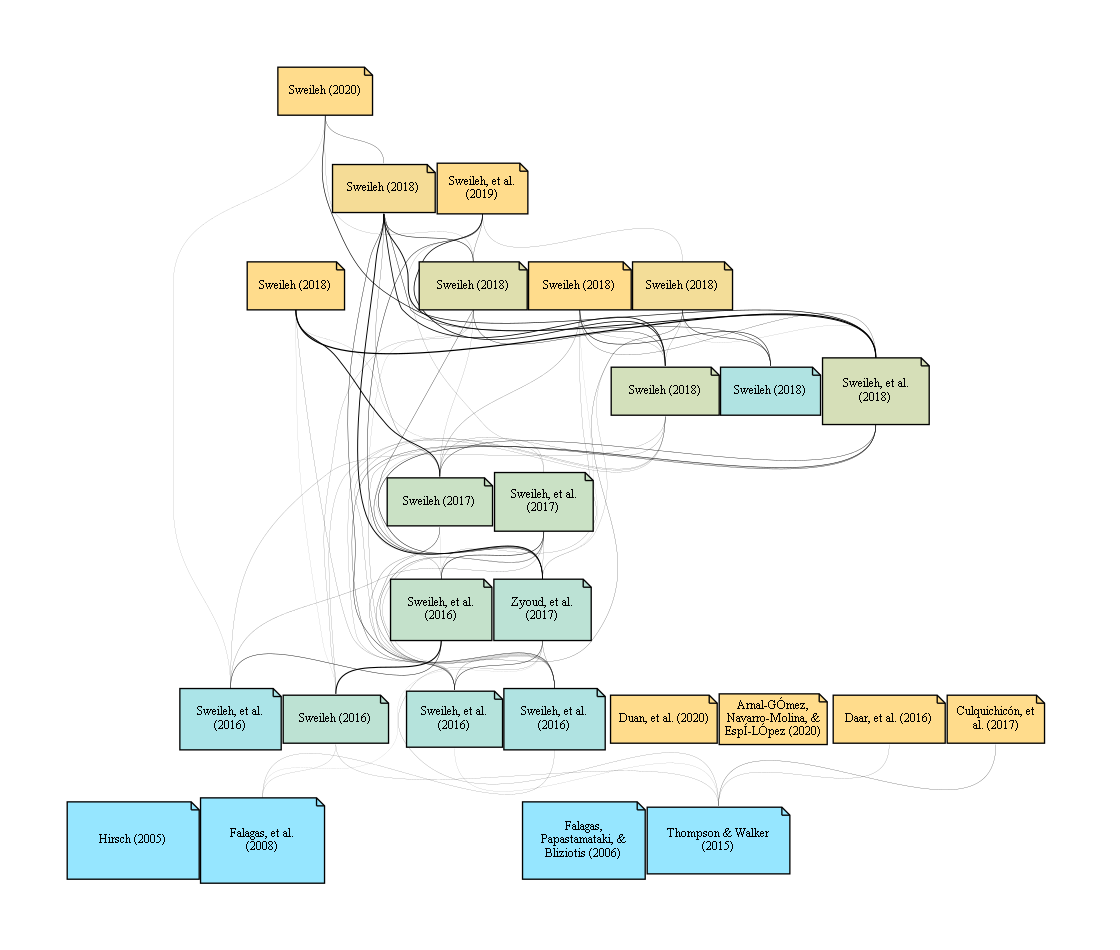 Sweileh (2020)
Sweileh (2018)
Sweileh, et al.
(2019)
Sweileh (2018)
Sweileh (2018)
Sweileh (2018)
Sweileh (2018)
Sweileh (2018)
Sweileh (2018)
Sweileh, et al.
(2018)
Sweileh (2017)
Sweileh, et al.
(2017)
Sweileh, et al.
(2016)
Zyoud, et al.
(2017)
Sweileh, et al.
(2016)
Sweileh (2016)
Sweileh, et al.
(2016)
Sweileh, et al.
(2016)
Duan, et al. (2020)
Arnal-GÓmez,
Navarro-Molina, &
EspÍ-LÓpez (2020)
Daar, et al. (2016)
Culquichicón, et
al. (2017)
Hirsch (2005)
Falagas, et al.
(2008)
Falagas,
Papastamataki, &
Bliziotis (2006)
Thompson & Walker
(2015)